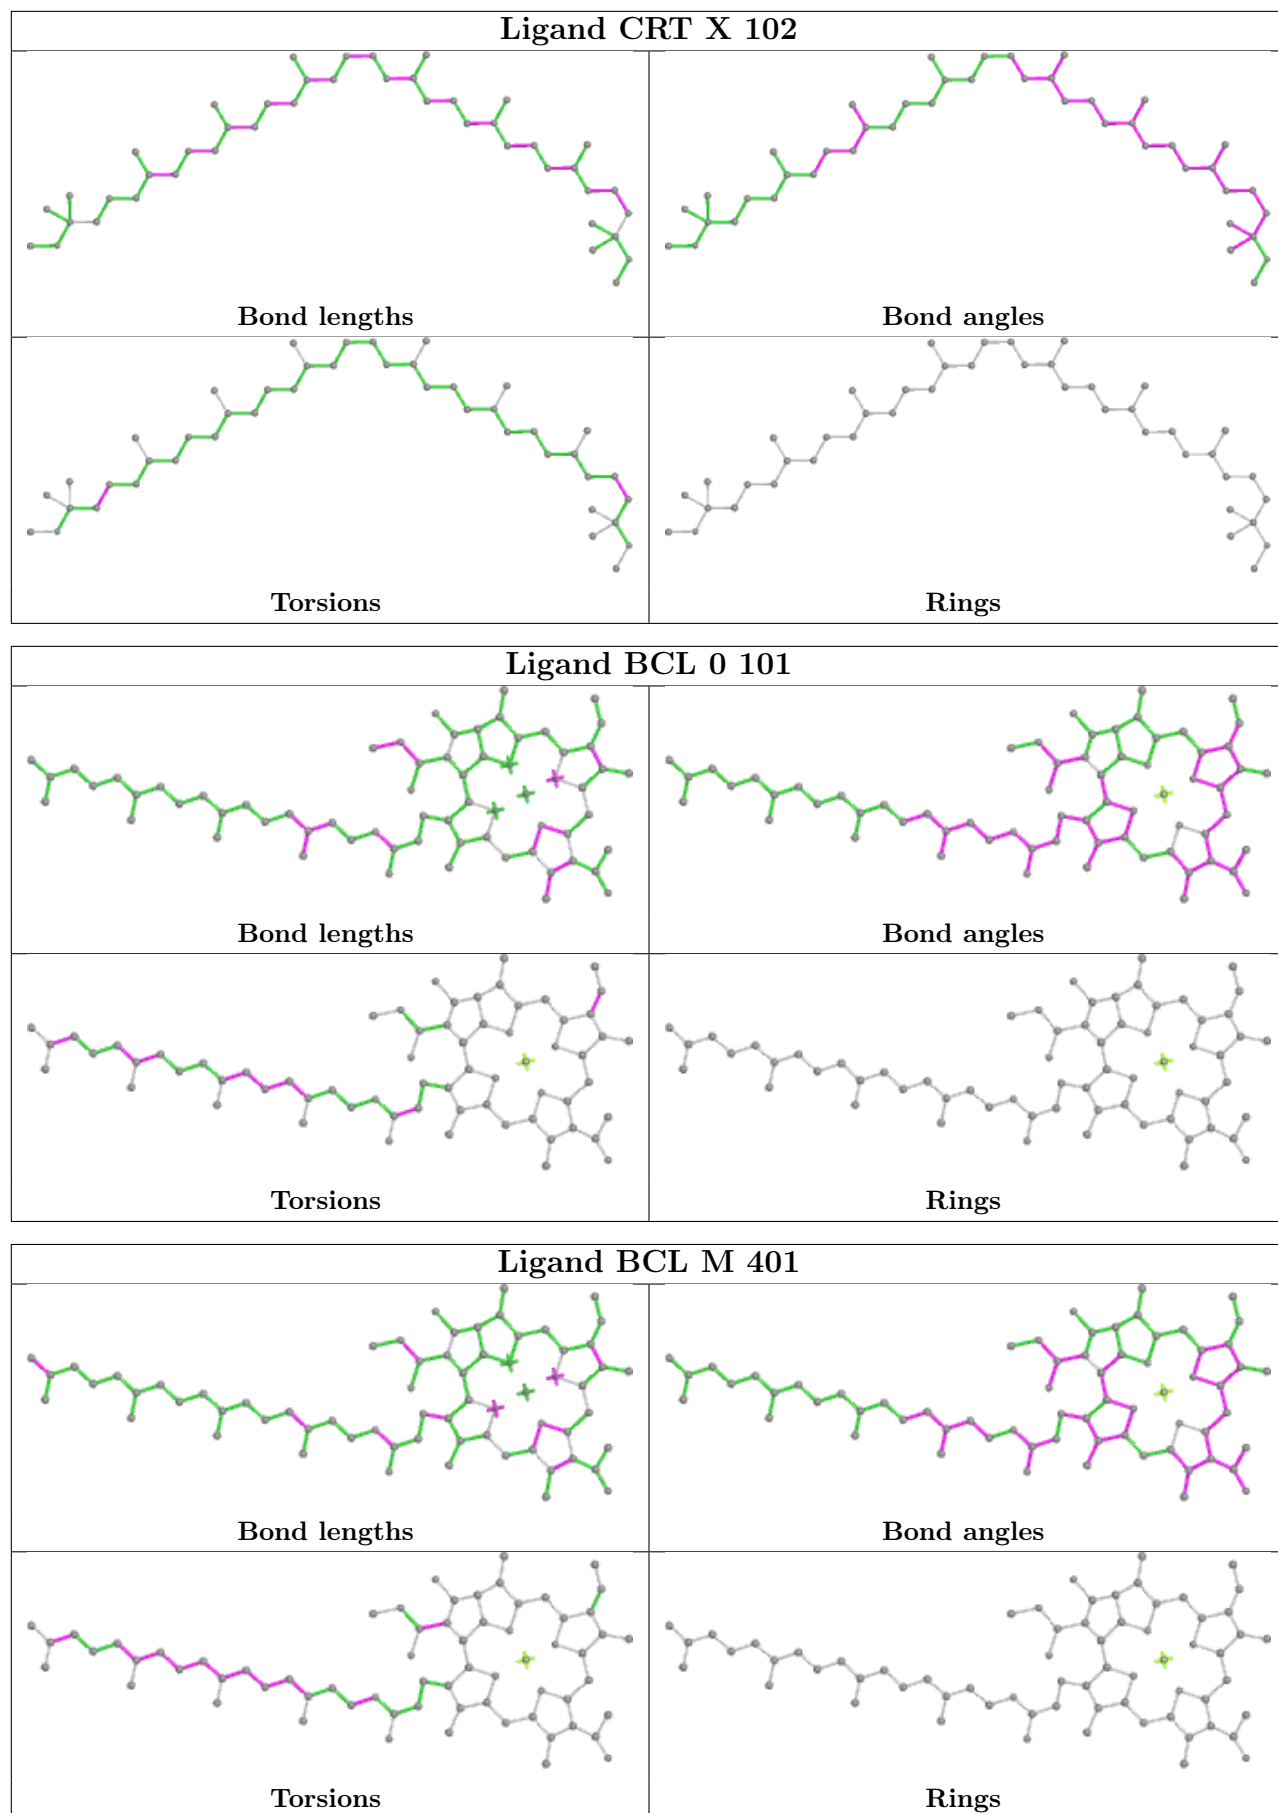 Ligand CRT X 102
Bond lengths
Bond angles
Torsions
Rings
Ligand BCL 0 101
Bond lengths
Bond angles
Torsions
Rings
Ligand BCL M 401
Bond lengths
Bond angles
Torsions
Rings